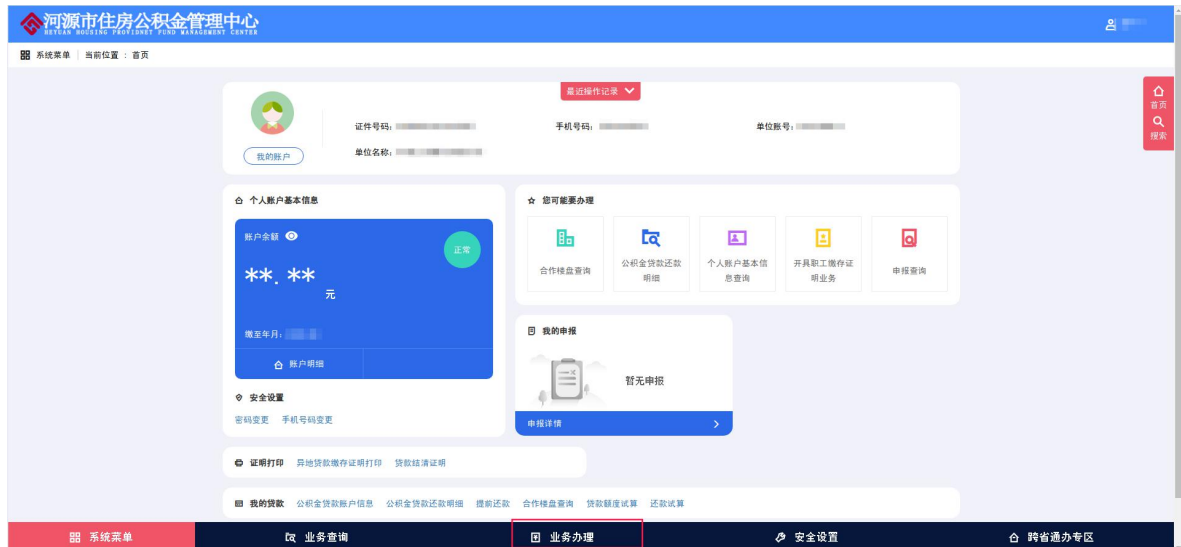 河源市住房公积金管理中心
HEYUAN HOUSING PROVIDNET FUND MANAGEMENT CENTER
系统菜单 | 当前位置 : 首页
最近操作记录
首页
搜索
证件号码: 手机号码: 单位账号:
我的账户
单位名称:
个人账户基本信息
账户余额
正常
**. **
元
缴至年月:
账户明细
安全设置
密码变更 手机号码变更
您可能要办理
合作楼盘查询
公积金贷款还款
明细
个人账户基本信
息查询
开具职工缴存证
明业务
申报查询
我的申报
暂无申报
申报详情
证明打印 异地贷款缴存证明打印 贷款结清证明
我的贷款 公积金贷款账户信息 公积金贷款还款明细 提前还款 合作楼盘查询 贷款额度试算 还款试算
系统菜单 业务查询 业务办理 安全设置 跨省通办专区